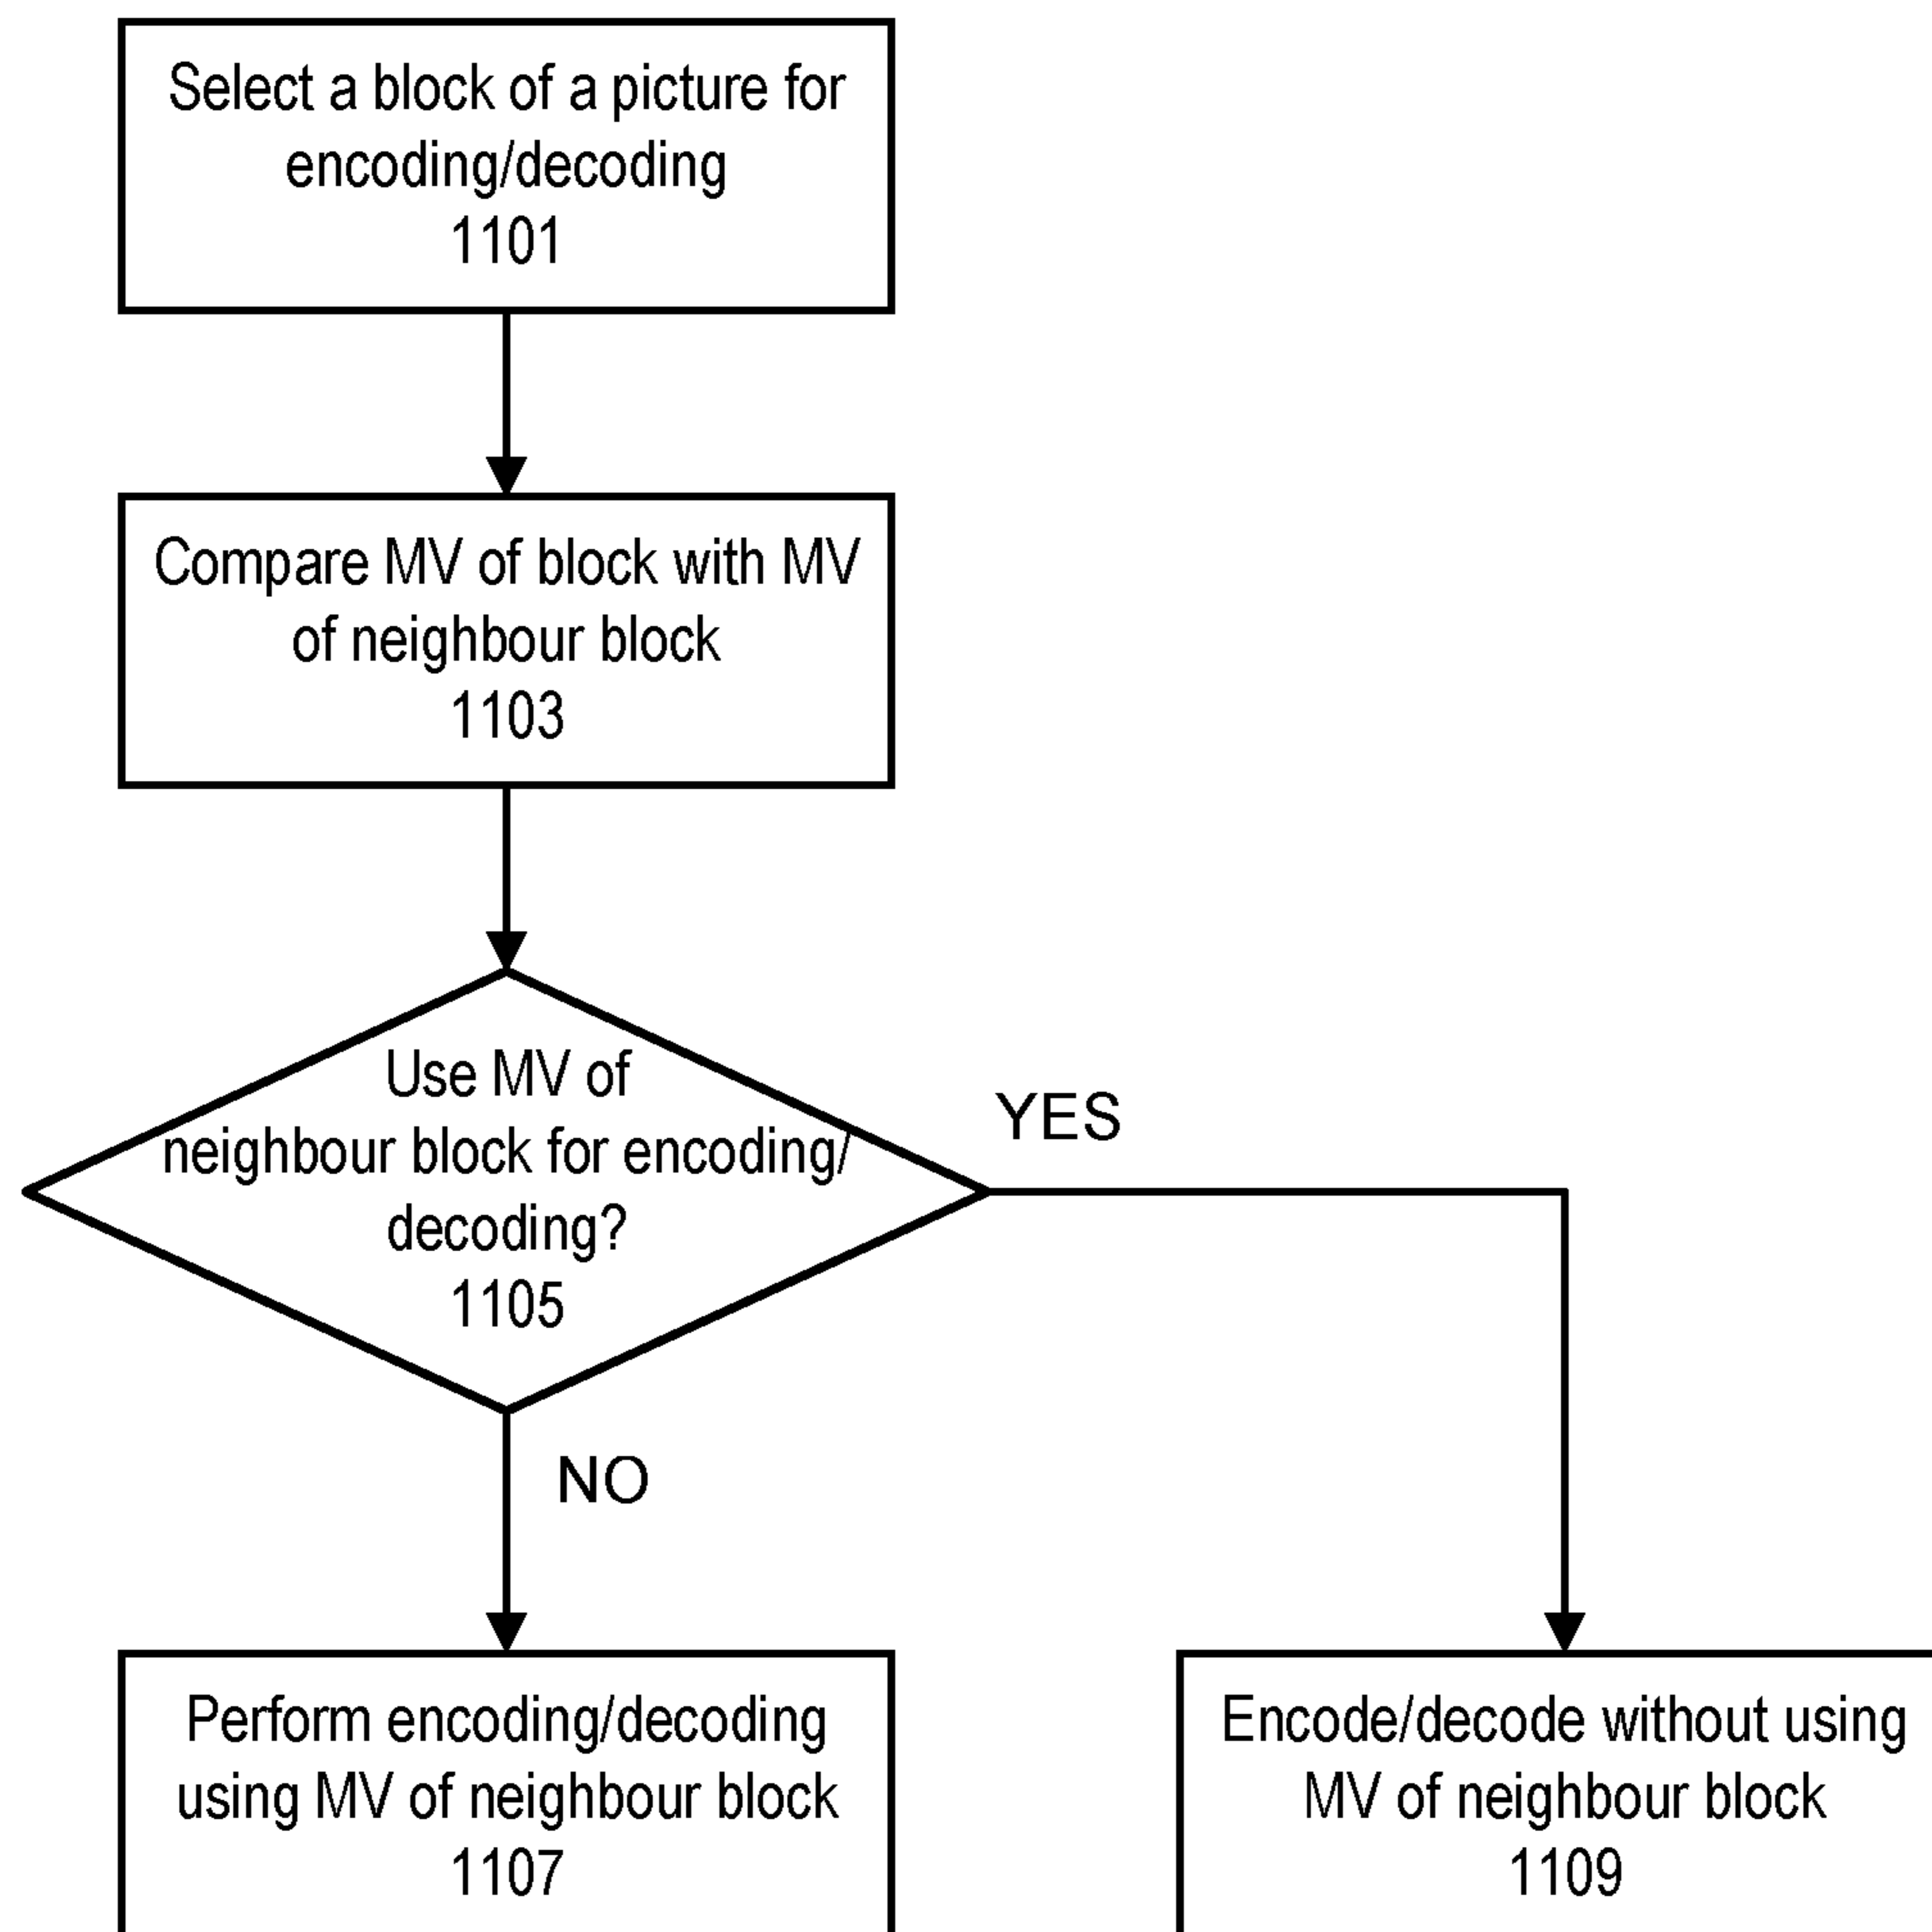 Select a block of a picture for
encoding/decoding
1101
Compare MV of block with MV
of neighbour block
1103
Use MV of
neighbour block for encoding/
decoding?
1105
YES
NO
Perform encoding/decoding
using MV of neighbour block
1107
Encode/decode without using
MV of neighbour block
1109